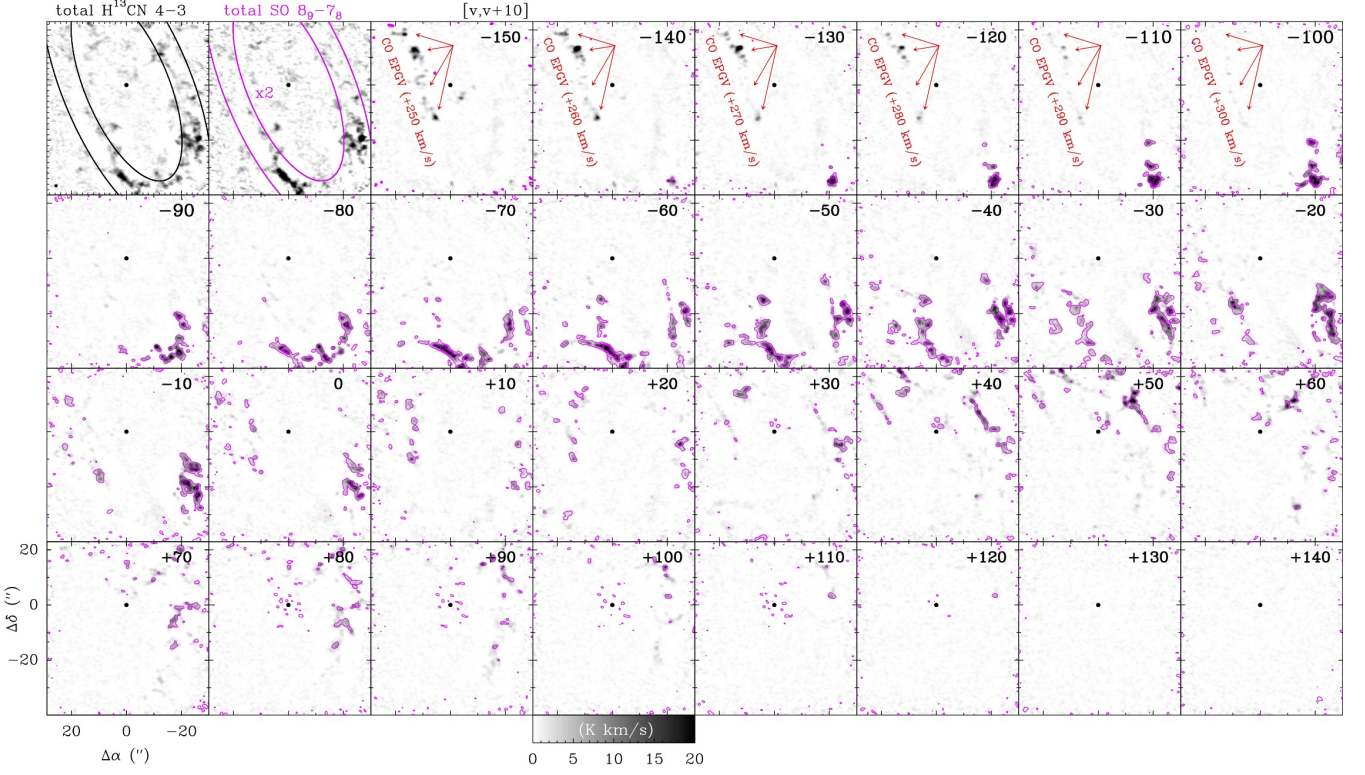 total H¹³CN 4−3 total SO 8₉−7₈ [v,v+10]
−150 −140 −130 −120 −110 −100
x2
CO EPGV (+250 km/s)
CO EPGV (+260 km/s)
CO EPGV (+270 km/s)
CO EPGV (+280 km/s)
CO EPGV (+290 km/s)
CO EPGV (+300 km/s)
−90 −80 −70 −60 −50 −40 −30 −20
−10 0 +10 +20 +30 +40 +50 +60
+70 +80 +90 +100 +110 +120 +130 +140
20
0
−20
Δδ (″)
20 0 −20
Δα (″)
(K km/s)
0 5 10 15 20